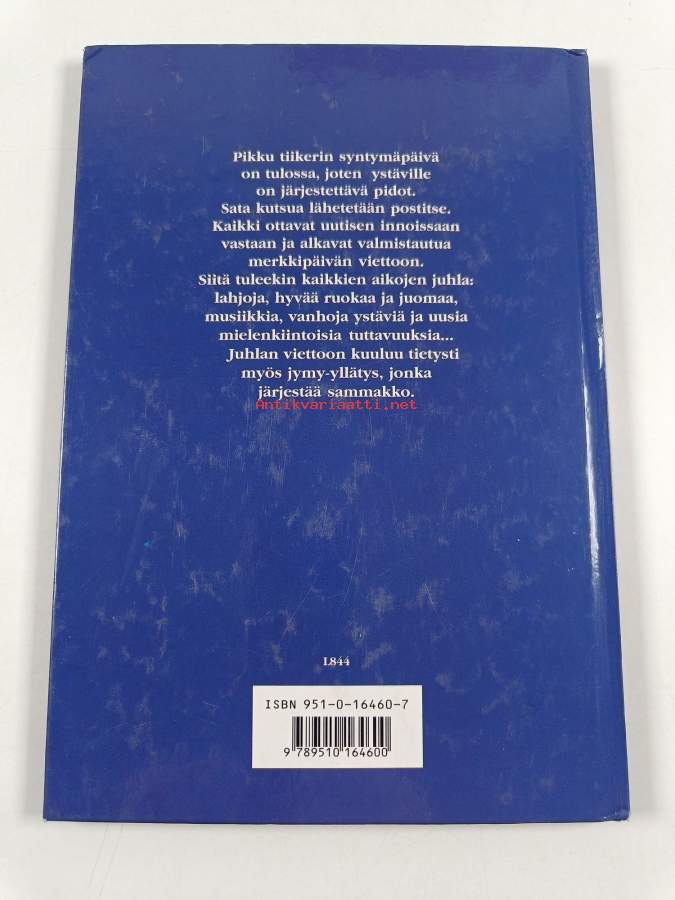 Pikku tiikerin syntymäpäivä
on tulossa, joten ystäville
on järjestettävä pidot.
Sata kutsua lähetetään postitse.
Kaikki ottavat uutisen innoissaan
vastaan ja alkavat valmistautua
merkkipäivän viettoon.
Siitä tuleekin kaikkien aikojen juhla:
lahjoja, hyvää ruokaa ja juomaa,
musiikkia, vanhoja ystäviä ja uusia
mielenkiintoisia tuttavuuksia...
Juhlan viettoon kuuluu tietysti
myös jymy-yllätys, jonka
järjestää sammakko.
Antikvariaatti.net
L844
ISBN 951-0-16460-7
9 789510 164600